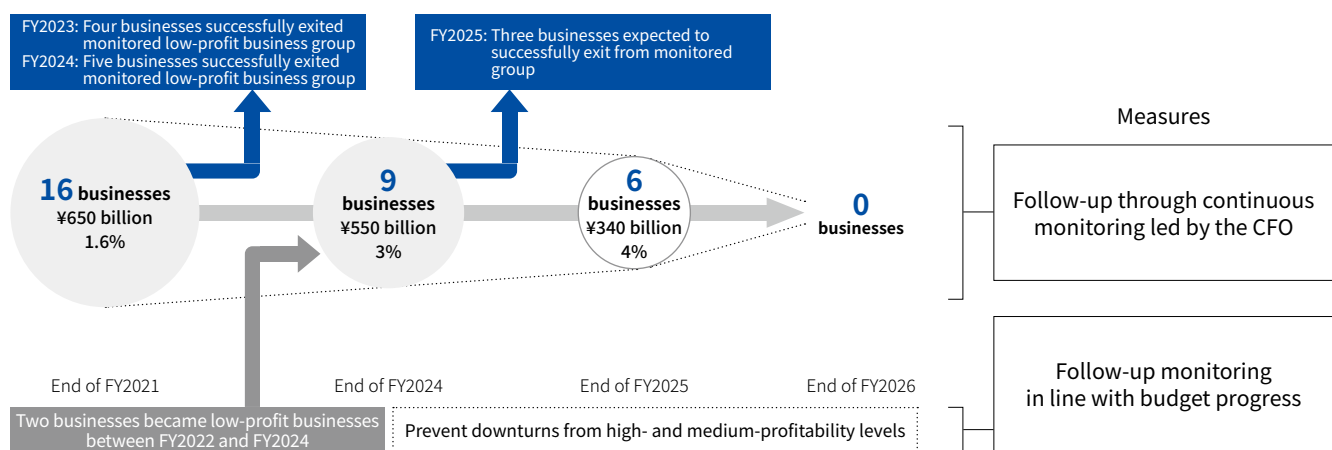 FY2023: Four businesses successfully exited
monitored low-profit business group
FY2024: Five businesses successfully exited
monitored low-profit business group
FY2025: Three businesses expected to
successfully exit from monitored
group
16 businesses
¥650 billion
1.6%
9
businesses
¥550 billion
3%
6
businesses
¥340 billion
4%
0
businesses
End of FY2021
End of FY2024
End of FY2025
End of FY2026
Two businesses became low-profit businesses
between FY2022 and FY2024
Prevent downturns from high- and medium-profitability levels
Measures
Follow-up through continuous
monitoring led by the CFO
Follow-up monitoring
in line with budget progress